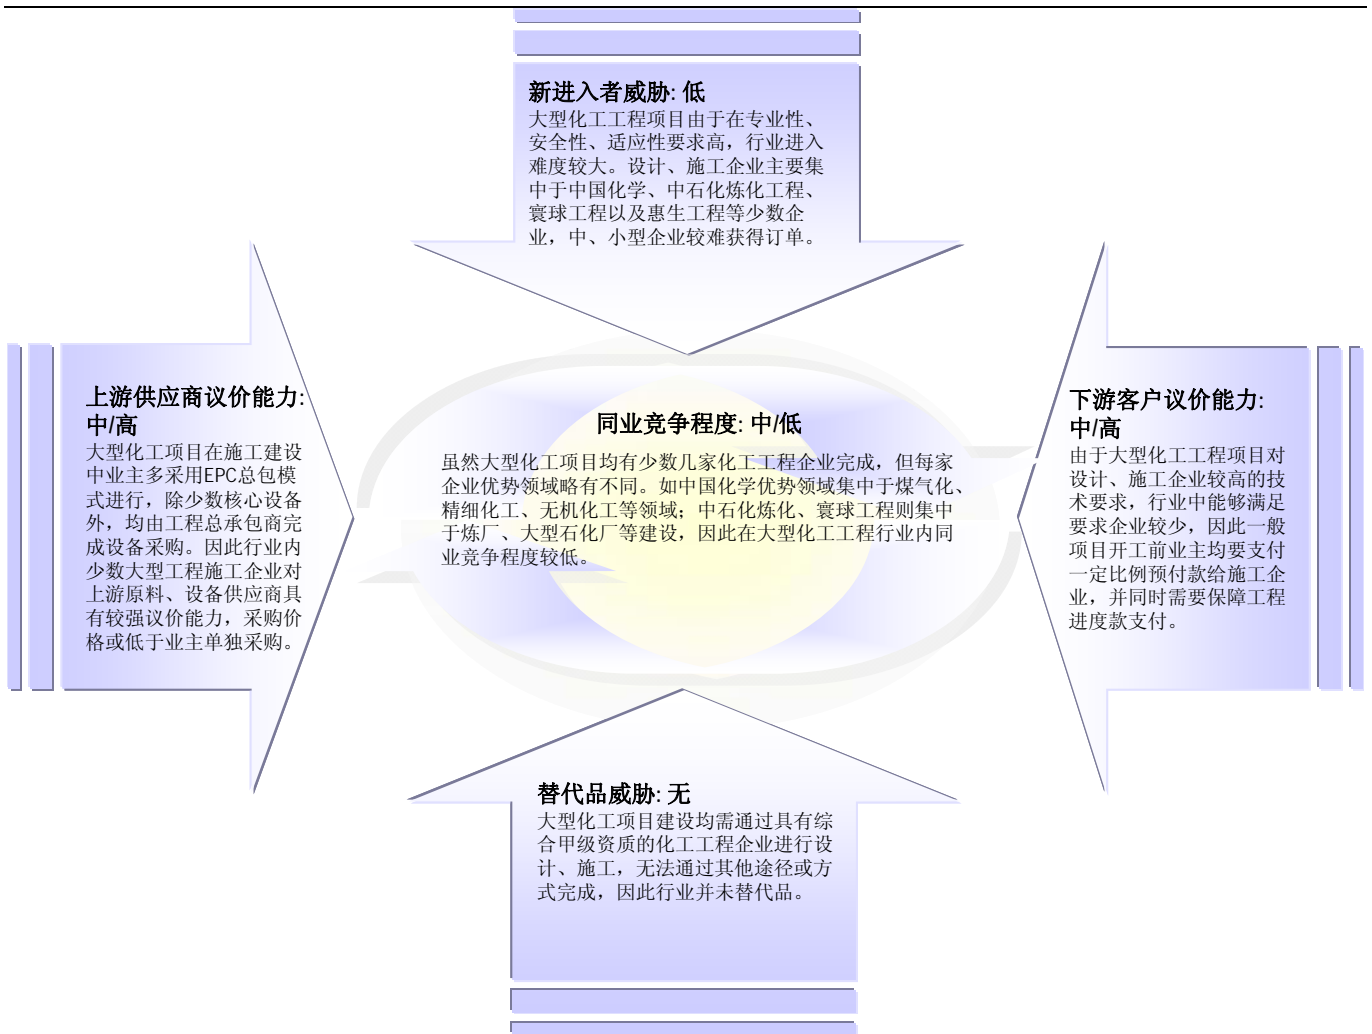 新进入者威胁: 低
大型化工工程项目由于在专业性、
安全性、适应性要求高，行业进入
难度较大。设计、施工企业主要集
中于中国化学、中石化炼化工程、
寰球工程以及惠生工程等少数企
业，中、小型企业较难获得订单。
上游供应商议价能力:
中/高
大型化工项目在施工建设
中业主多采用EPC总包模
式进行，除少数核心设备
外，均由工程总承包商完
成设备采购。因此行业内
少数大型工程施工企业对
上游原料、设备供应商具
有较强议价能力，采购价
格或低于业主单独采购。
同业竞争程度: 中/低
虽然大型化工项目均有少数几家化工工程企业完成，但每家
企业优势领域略有不同。如中国化学优势领域集中于煤气化、
精细化工、无机化工等领域；中石化炼化、寰球工程则集中
于炼厂、大型石化厂等建设，因此在大型化工工程行业内同
业竞争程度较低。
下游客户议价能力:
中/高
由于大型化工工程项目对
设计、施工企业较高的技
术要求，行业中能够满足
要求企业较少，因此一般
项目开工前业主均要支付
一定比例预付款给施工企
业，并同时需要保障工程
进度款支付。
替代品威胁: 无
大型化工项目建设均需通过具有综
合甲级资质的化工工程企业进行设
计、施工，无法通过其他途径或方
式完成，因此行业并未替代品。